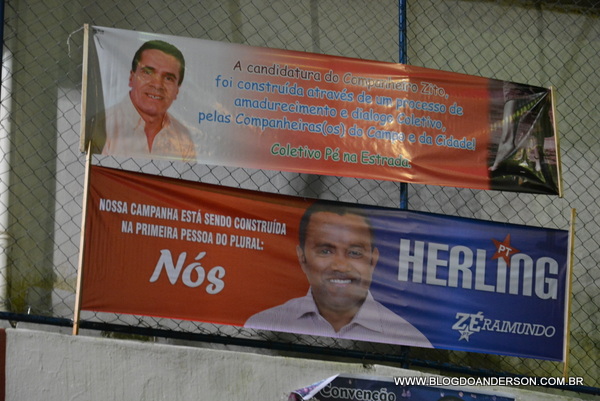 A candidatura do Companheiro Zito,
foi construída através de um processo de
amadurecimento e dialogo Coletivo,
pelas Companheiras(os) do Campo e da Cidade!
Coletivo Pé na Estrada
NOSSA CAMPANHA ESTÁ SENDO CONSTRUÍDA
NA PRIMEIRA PESSOA DO PLURAL:
Nós
PT
HERLING
ZÉ RAIMUNDO
Convenção
WWW.BLOGDOANDERSON.COM.BR